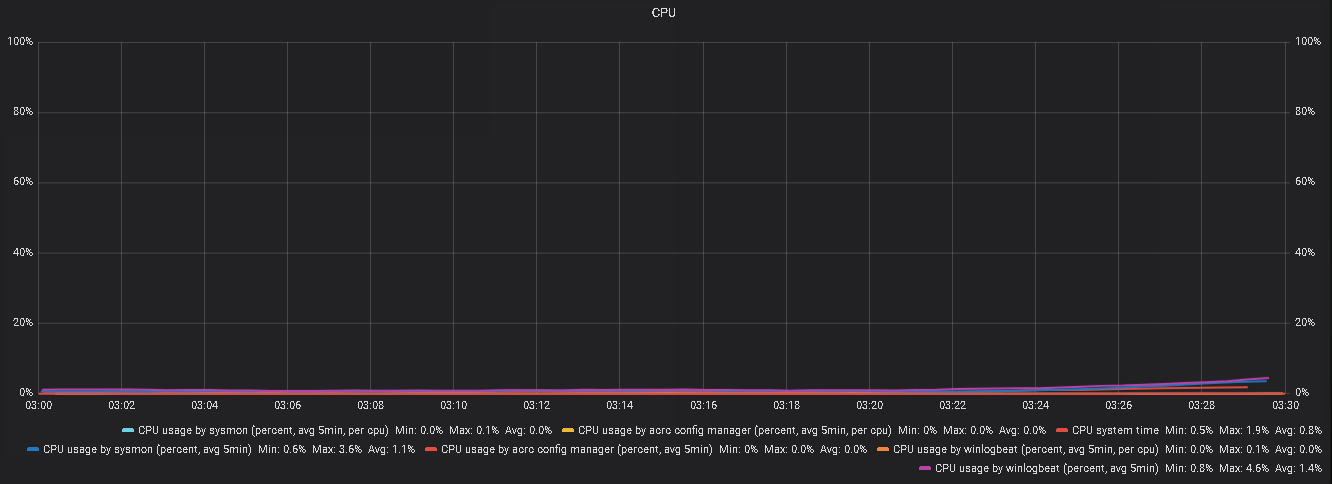 CPU
100% 100%
80% 80%
60% 60%
40% 40%
20% 20%
0% 0%
03:00 03:02 03:04 03:06 03:08 03:10 03:12 03:14 03:16 03:18 03:20 03:22 03:24 03:26 03:28 03:30
CPU usage by sysmon (percent, avg 5min, per cpu) Min: 0.0% Max: 0.1% Avg: 0.0% CPU usage by acrc config manager (percent, avg 5min, per cpu) Min: 0% Max: 0.0% Avg: 0.0% CPU system time Min: 0.5% Max: 1.9% Avg: 0.8%
CPU usage by sysmon (percent, avg 5min) Min: 0.6% Max: 3.6% Avg: 1.1% CPU usage by acrc config manager (percent, avg 5min) Min: 0% Max: 0.0% Avg: 0.0% CPU usage by winlogbeat (percent, avg 5min, per cpu) Min: 0.0% Max: 0.1% Avg: 0.0%
CPU usage by winlogbeat (percent, avg 5min) Min: 0.8% Max: 4.6% Avg: 1.4%